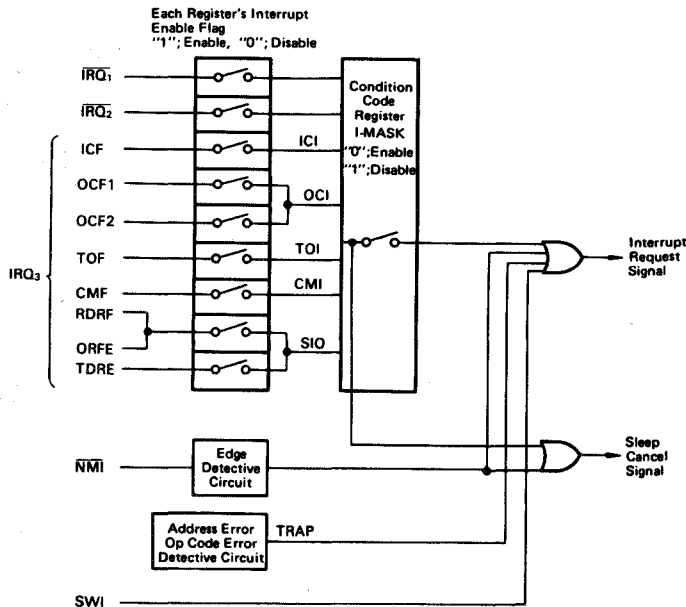 Each Register's Interrupt
Enable Flag
"1"; Enable, "0"; Disable
IRQ1
IRQ2
ICF
OCF1
OCF2
TOF
CMF
RDRF
ORFE
TDRE
IRQ3
ICI
OCI
TOI
CMI
SIO
Condition
Code
Register
I-MASK
"0";Enable
"1";Disable
Interrupt
Request
Signal
Sleep
Cancel
Signal
NMI
Edge
Detective
Circuit
Address Error
Op Code Error
Detective Circuit
TRAP
SWI